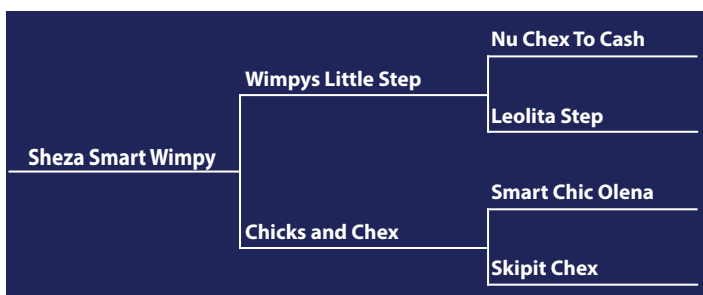 Nu Chex To Cash
Wimpys Little Step
Leolita Step
Sheza Smart Wimpy
Smart Chic Olena
Chicks and Chex
Skipit Chex